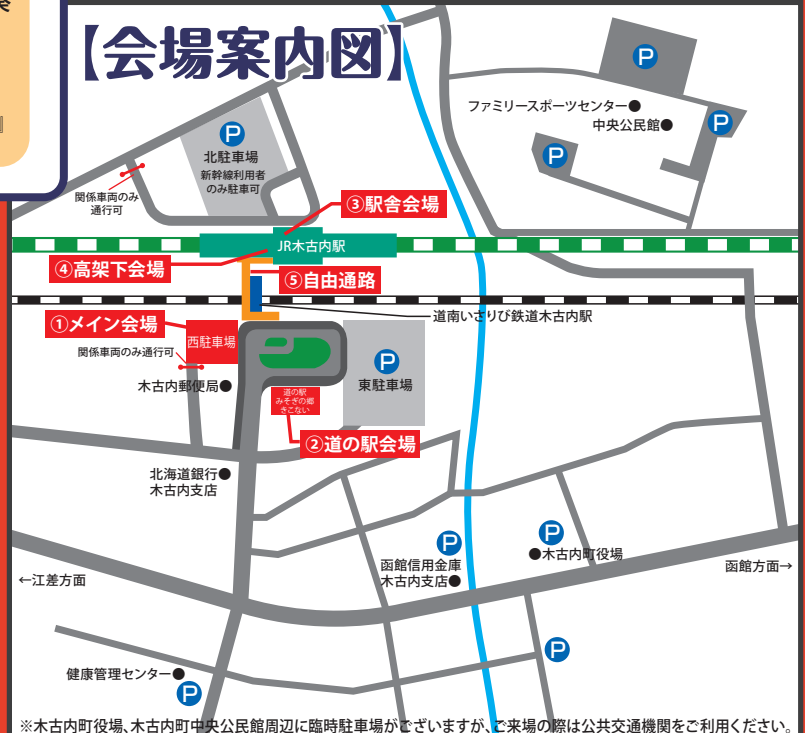 【会場案内図】
P
ファミリースポーツセンター●
中央公民館●
P
P
P
北駐車場
新幹線利用者
のみ駐車可
関係車両のみ
通行可
③駅舎会場
JR木古内駅
④高架下会場
⑤自由通路
道南いさりび鉄道木古内駅
①メイン会場
西駐車場
関係車両のみ通行可
木古内郵便局●
P
東駐車場
道の駅
みそぎの郷
きこない
②道の駅会場
北海道銀行●
木古内支店
P
函館信用金庫
木古内支店●
P
●木古内町役場
←江差方面
函館方面→
P
健康管理センター●
P
※木古内町役場、木古内町中央公民館周辺に臨時駐車場がございますが、ご来場の際は公共交通機関をご利用ください。